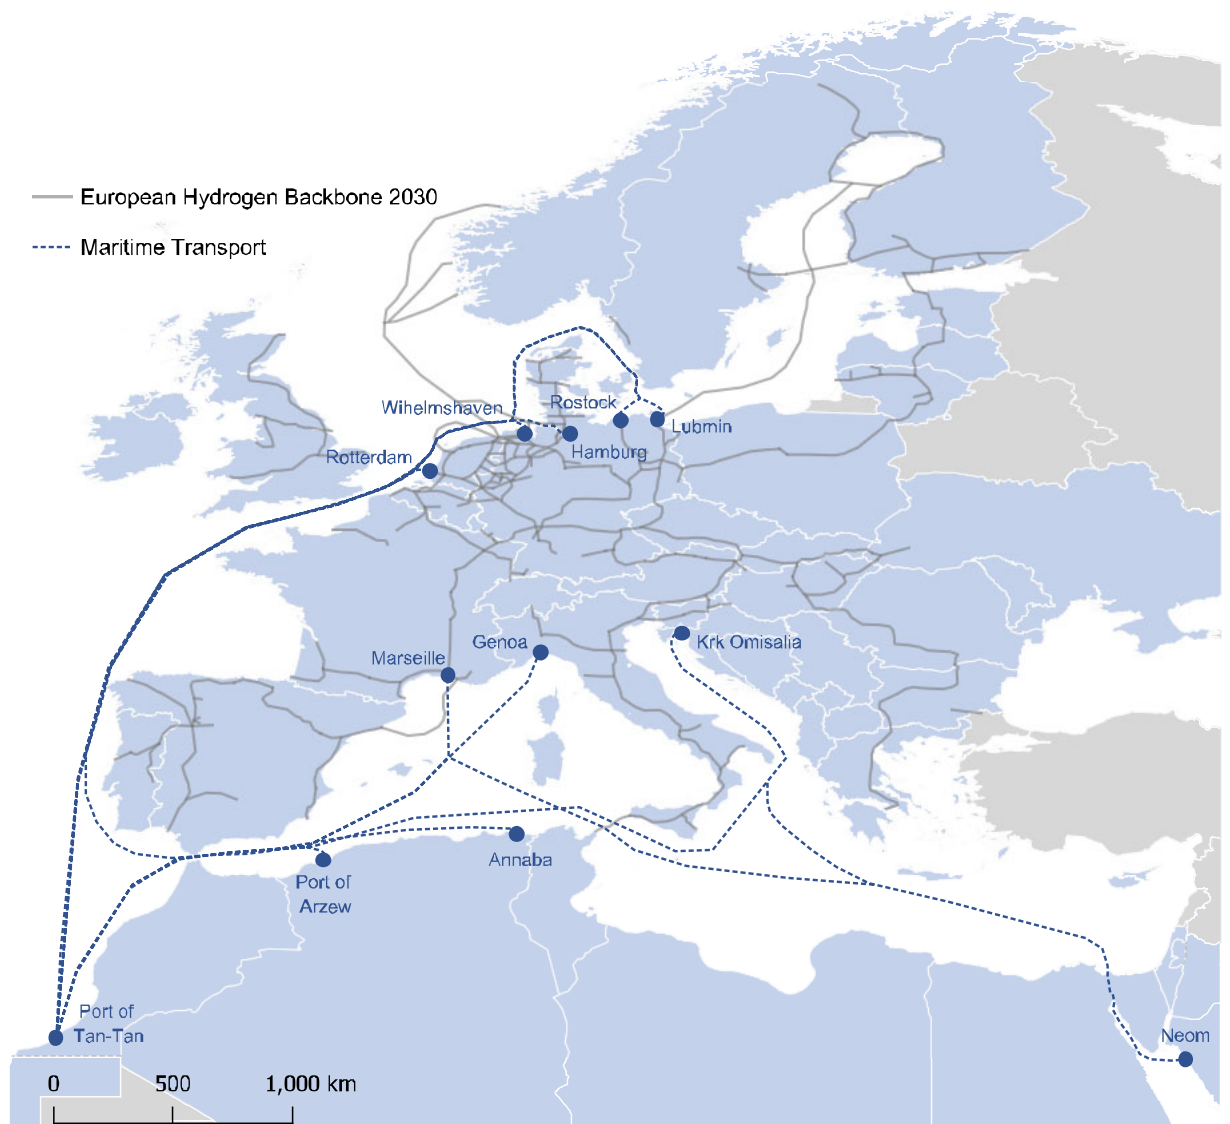 European Hydrogen Backbone 2030
Maritime Transport
Wihelmshaven
Rostock
Lubmin
Hamburg
Rotterdam
Genoa
Krk Omisalia
Marseille
Annaba
Port of
Arzew
Port of
Tan-Tan
Neom
0 500 1,000 km